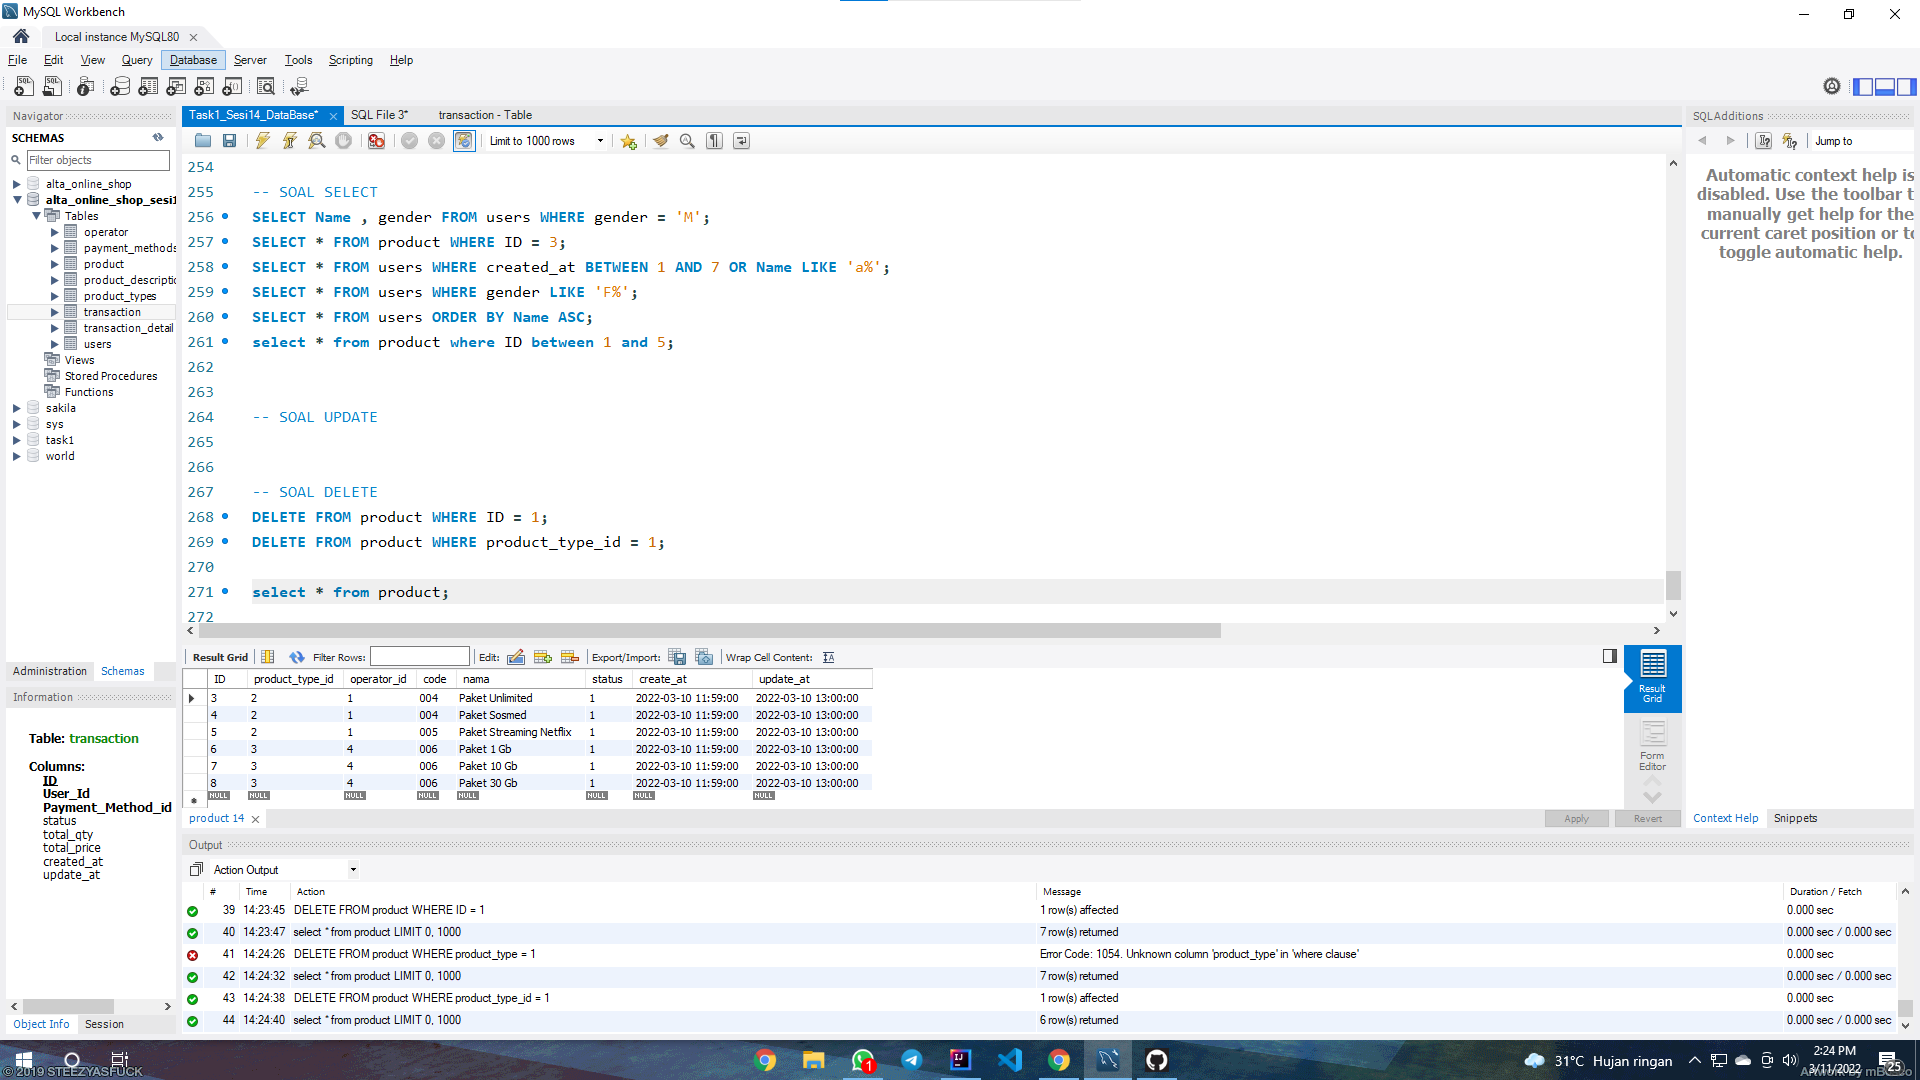 MySQL Workbench
Local instance MySQL80
File Edit View Query Database Server Tools Scripting Help
Navigator
SCHEMAS
Filter objects
alta_online_shop
alta_online_shop_sesi1
Tables
operator
payment_methods
product
product_descriptio
product_types
transaction
transaction_detail
users
Views
Stored Procedures
Functions
sakila
sys
task1
world
Administration Schemas
Information
Table: transaction
Columns:
ID
User_Id
Payment_Method_id
status
total_qty
total_price
created_at
update_at
Object Info Session
Task1_Sesi14_DataBase* SQL File 3* transaction - Table
Limit to 1000 rows
254
255 -- SOAL SELECT
256 SELECT Name , gender FROM users WHERE gender = 'M';
257 SELECT * FROM product WHERE ID = 3;
258 SELECT * FROM users WHERE created_at BETWEEN 1 AND 7 OR Name LIKE 'a%';
259 SELECT * FROM users WHERE gender LIKE 'F%';
260 SELECT * FROM users ORDER BY Name ASC;
261 select * from product where ID between 1 and 5;
262
263
264 -- SOAL UPDATE
265
266
267 -- SOAL DELETE
268 DELETE FROM product WHERE ID = 1;
269 DELETE FROM product WHERE product_type_id = 1;
270
271 select * from product;
272
Result Grid Filter Rows: Edit: Export/Import: Wrap Cell Content:
ID product_type_id operator_id code nama status create_at update_at
3 2 1 004 Paket Unlimited 1 2022-03-10 11:59:00 2022-03-10 13:00:00
4 2 1 004 Paket Sosmed 1 2022-03-10 11:59:00 2022-03-10 13:00:00
5 2 1 005 Paket Streaming Netflix 1 2022-03-10 11:59:00 2022-03-10 13:00:00
6 3 4 006 Paket 1 Gb 1 2022-03-10 11:59:00 2022-03-10 13:00:00
7 3 4 006 Paket 10 Gb 1 2022-03-10 11:59:00 2022-03-10 13:00:00
8 3 4 006 Paket 30 Gb 1 2022-03-10 11:59:00 2022-03-10 13:00:00
NULL NULL NULL NULL NULL NULL NULL NULL
Result Grid
Form Editor
product 14 Apply Revert
Output
Action Output
# Time Action Message Duration / Fetch
39 14:23:45 DELETE FROM product WHERE ID = 1 1 row(s) affected 0.000 sec
40 14:23:47 select * from product LIMIT 0, 1000 7 row(s) returned 0.000 sec / 0.000 sec
41 14:24:26 DELETE FROM product WHERE product_type = 1 Error Code: 1054. Unknown column 'product_type' in 'where clause' 0.000 sec
42 14:24:32 select * from product LIMIT 0, 1000 7 row(s) returned 0.000 sec / 0.000 sec
43 14:24:38 DELETE FROM product WHERE product_type_id = 1 1 row(s) affected 0.000 sec
44 14:24:40 select * from product LIMIT 0, 1000 6 row(s) returned 0.000 sec / 0.000 sec
SQLAdditions
Jump to
Automatic context help is
disabled. Use the toolbar t
manually get help for the
current caret position or to
toggle automatic help.
Context Help Snippets
© 2019 STEEZYASFUCK
1
31°C Hujan ringan
2:24 PM
3/11/2022
25